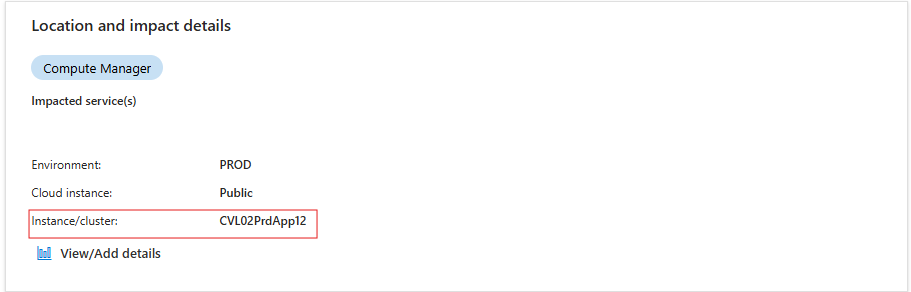 Location and impact details
Compute Manager
Impacted service(s)
Environment: PROD
Cloud instance: Public
Instance/cluster: CVL02PrdApp12
View/Add details